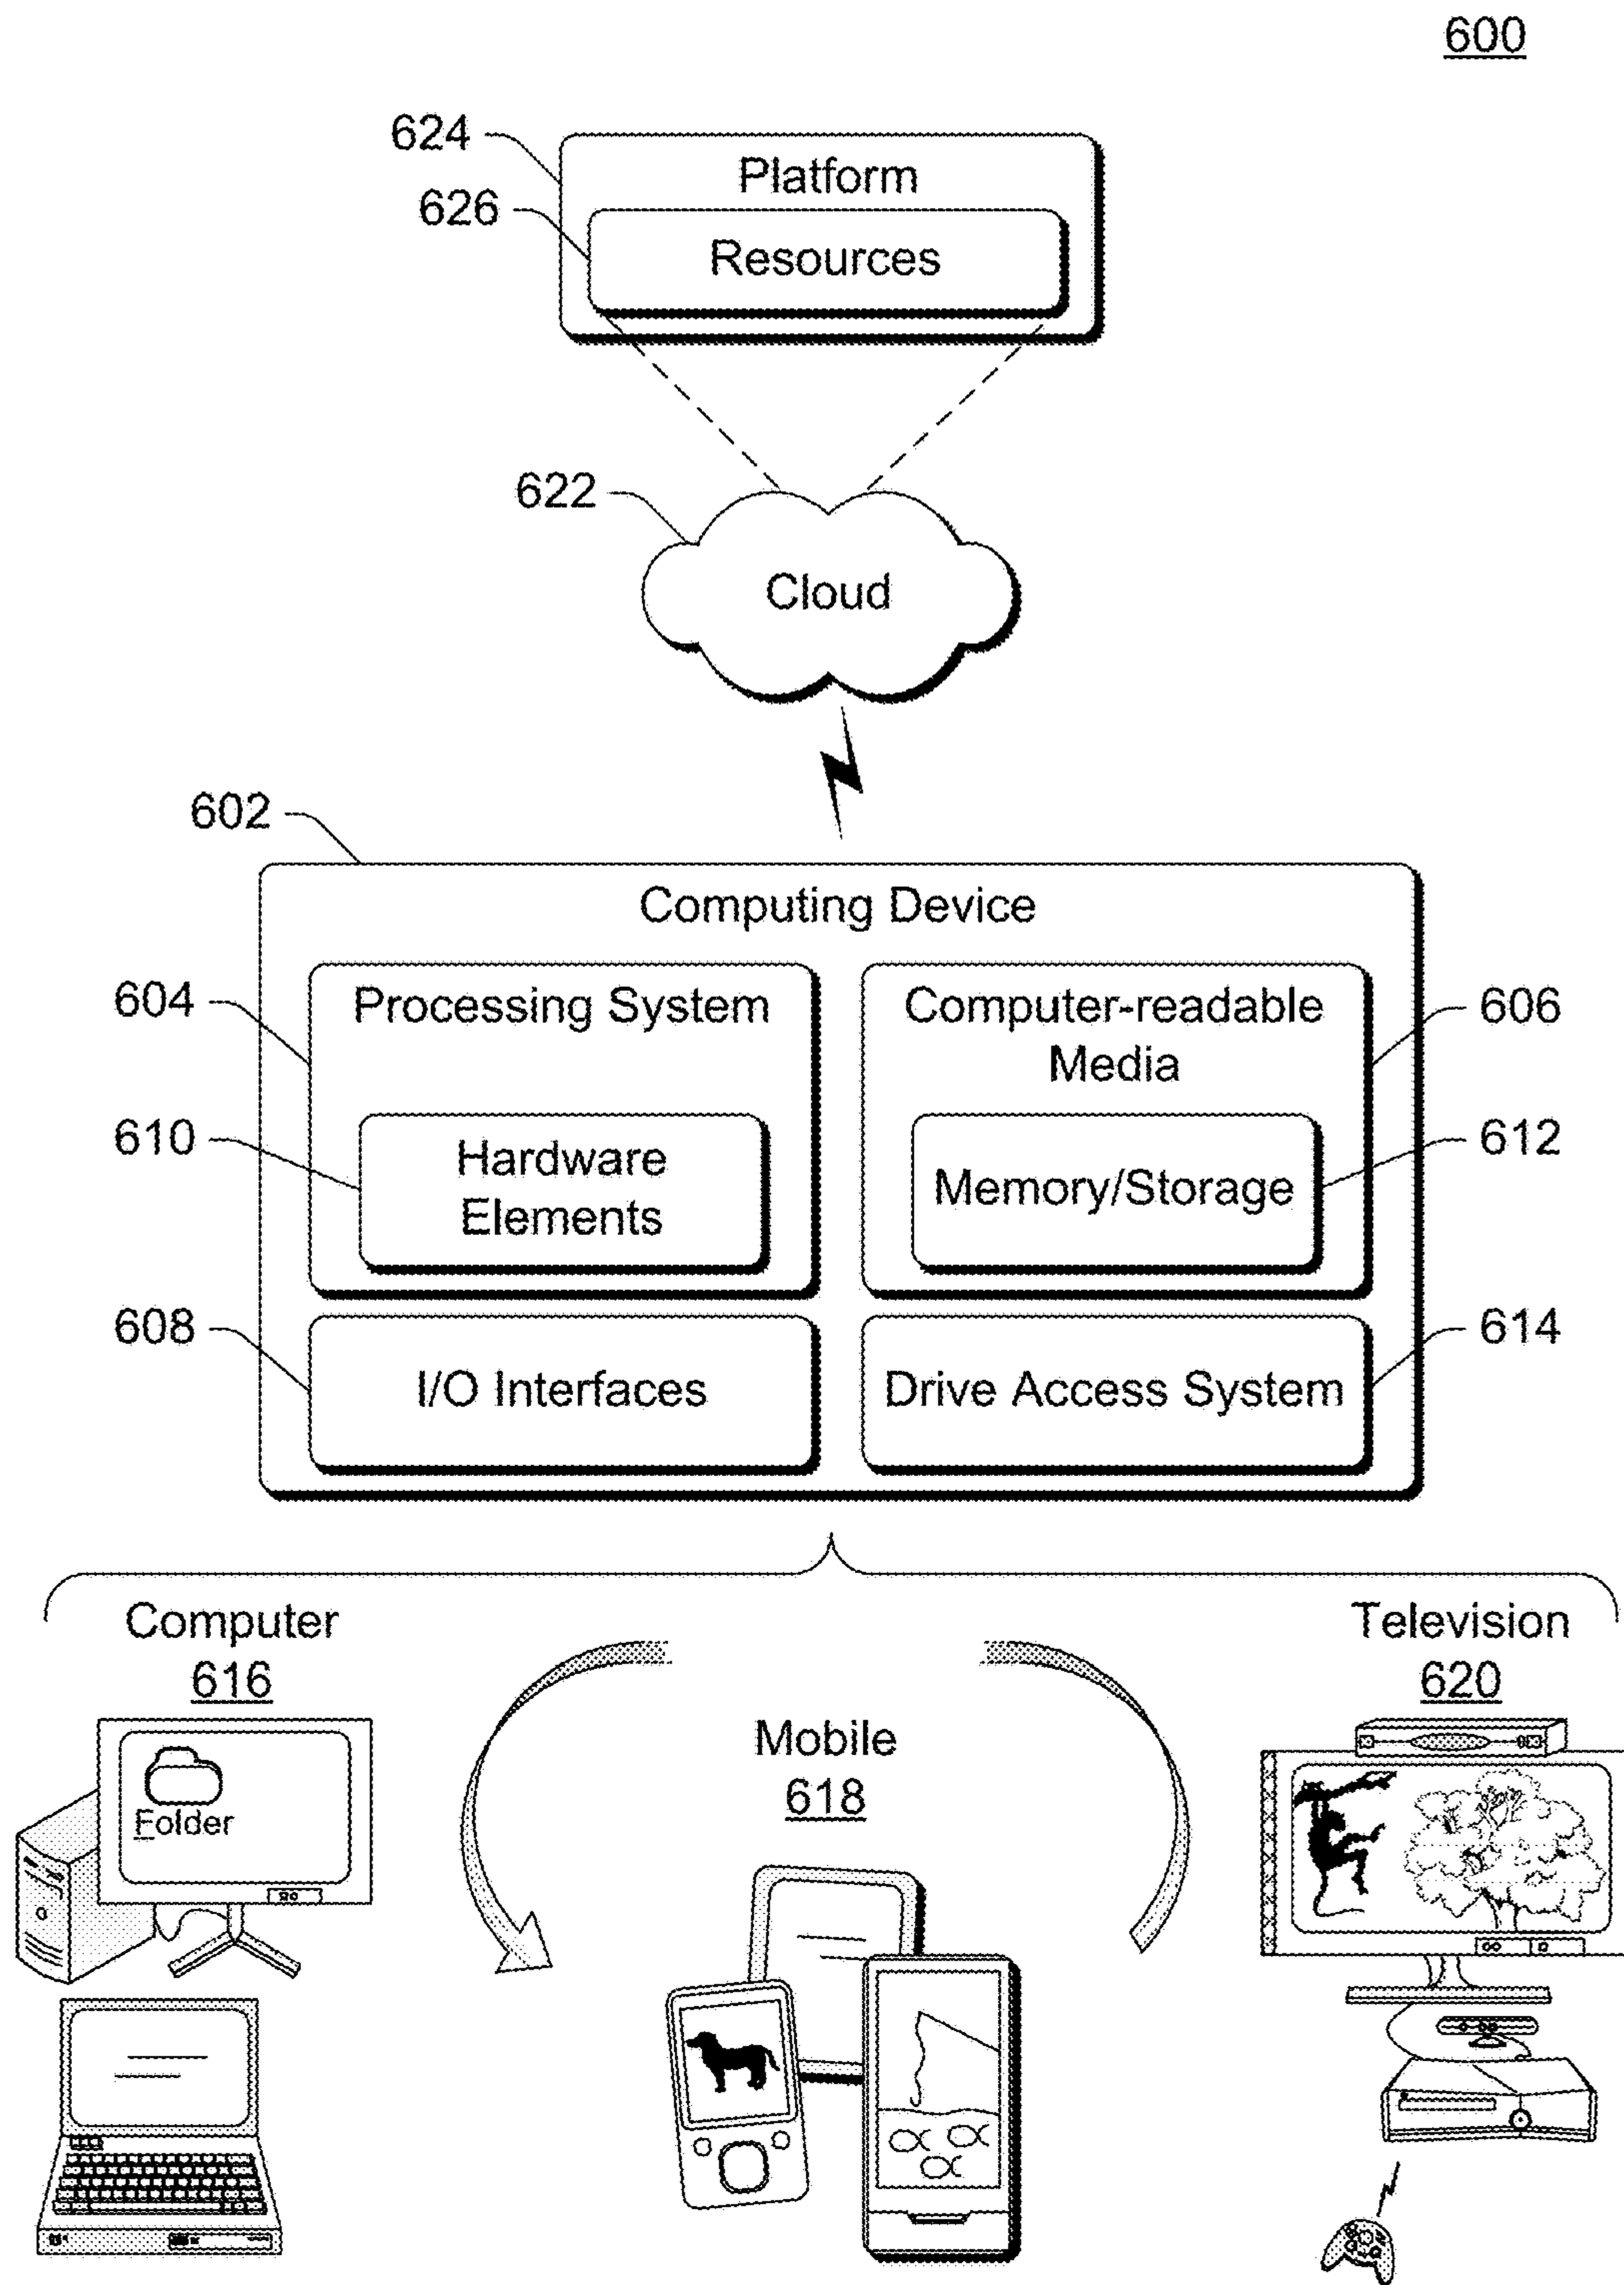 600
624
Platform
626
Resources
622
Cloud
602
Computing Device
604
Processing System
Computer-readable
Media
606
610
Hardware
Elements
Memory/Storage
612
608
I/O Interfaces
Drive Access System
614
Computer
616
Television
620
Mobile
618
Folder